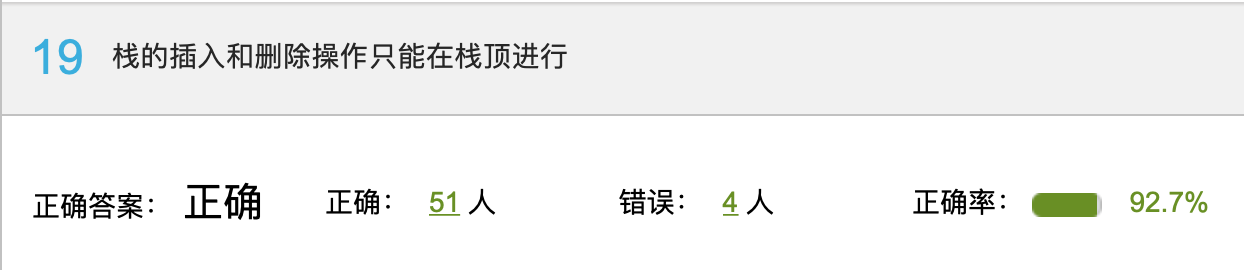 19 栈的插入和删除操作只能在栈顶进行
正确答案： 正确 正确： 51 人 错误： 4 人 正确率： 92.7%